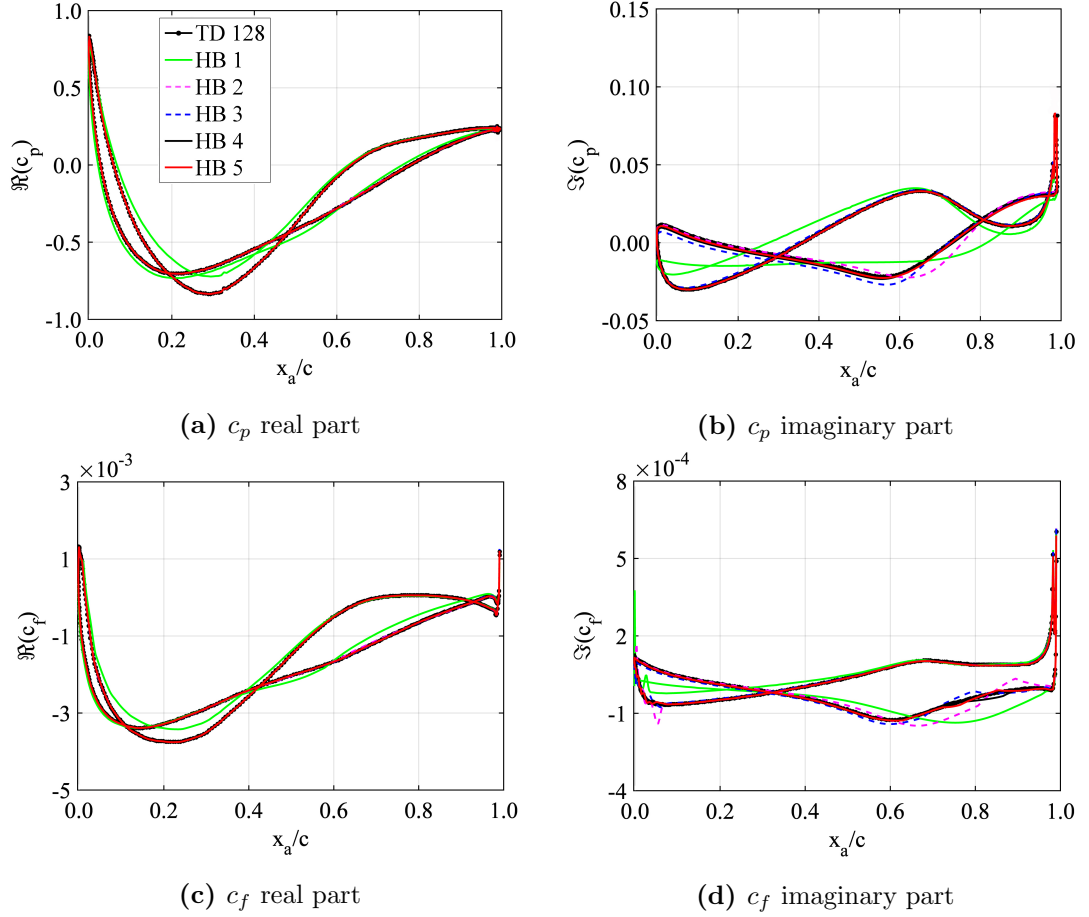 1.0
0.5
0.0
-0.5
-1.0
ℜ(c_p)
TD 128
HB 1
HB 2
HB 3
HB 4
HB 5
0.0 0.2 0.4 0.6 0.8 1.0
x_a/c
(a) c_p real part
0.15
0.10
0.05
0.00
-0.05
ℑ(c_p)
0.0 0.2 0.4 0.6 0.8 1.0
x_a/c
(b) c_p imaginary part
×10⁻³
3
1
-1
-3
-5
ℜ(c_f)
0.0 0.2 0.4 0.6 0.8 1.0
x_a/c
(c) c_f real part
×10⁻⁴
8
5
2
-1
-4
ℑ(c_f)
0.0 0.2 0.4 0.6 0.8 1.0
x_a/c
(d) c_f imaginary part